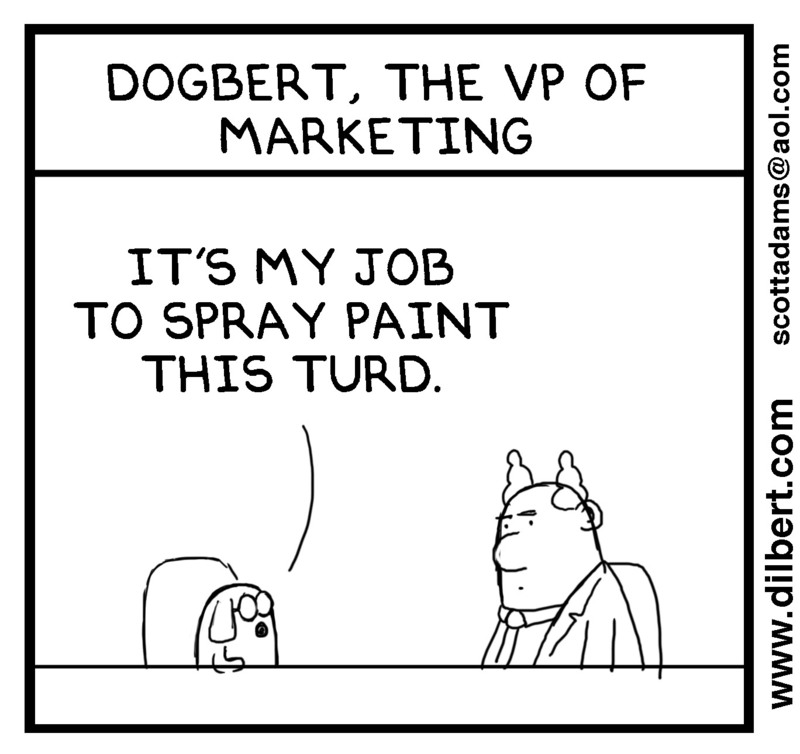 DOGBERT, THE VP OF
MARKETING
IT'S MY JOB
TO SPRAY PAINT
THIS TURD.
www.dilbert.com scottadams@aol.com